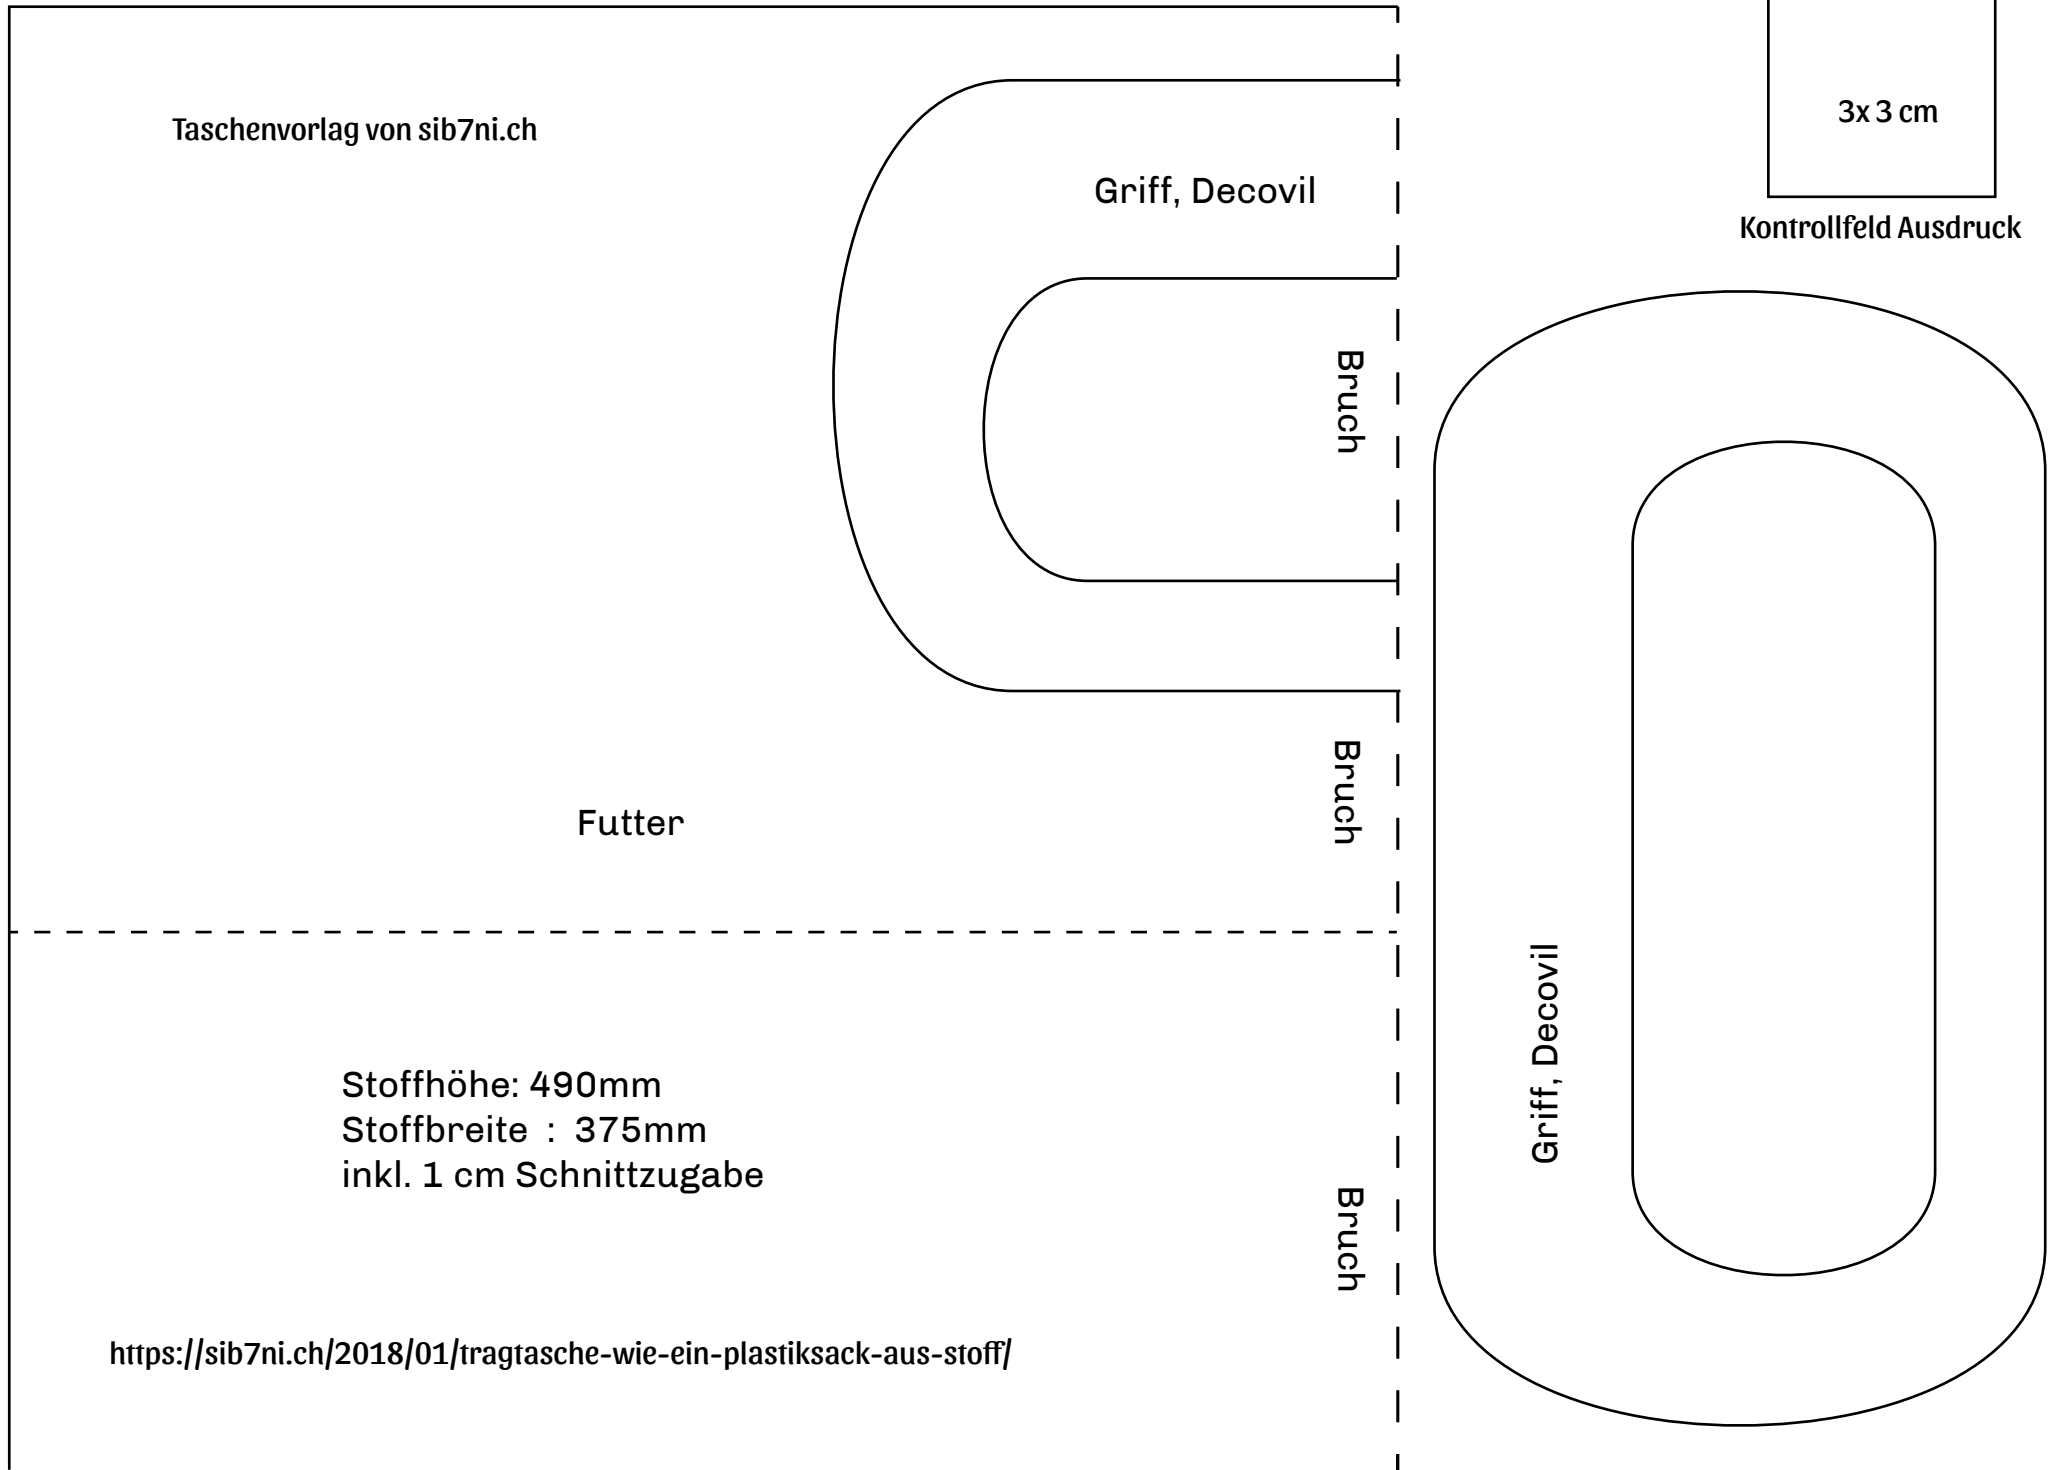 Taschenvorlag von sib7ni.ch
3x 3 cm
Kontrollfeld Ausdruck
Griff, Decovil
Bruch
Bruch
Futter
Griff, Decovil
Stoffhöhe: 490mm
Stoffbreite : 375mm
inkl. 1 cm Schnittzugabe
Bruch
https://sib7ni.ch/2018/01/tragtasche-wie-ein-plastiksack-aus-stoff/